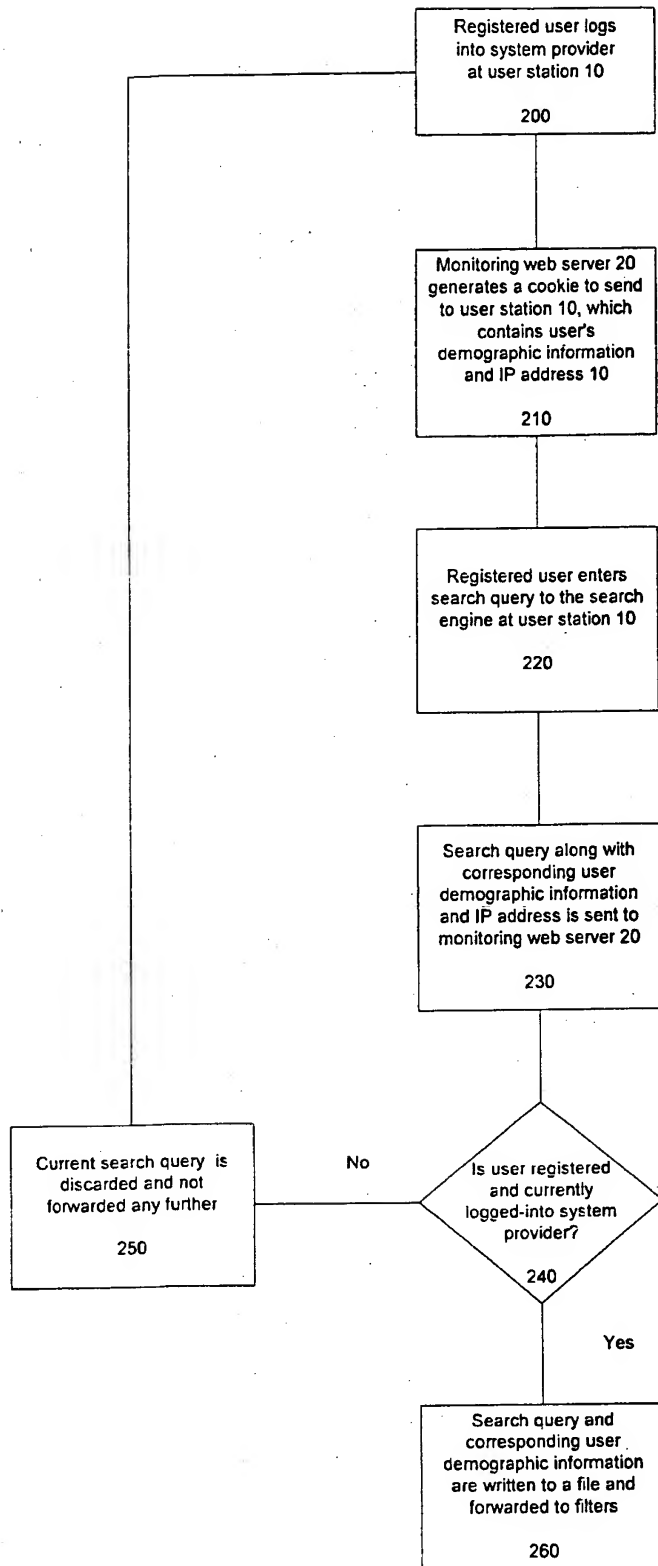 Registered user logs
into system provider
at user station 10
200
Monitoring web server 20
generates a cookie to send
to user station 10, which
contains user's
demographic information
and IP address 10
210
Registered user enters
search query to the search
engine at user station 10
220
Search query along with
corresponding user
demographic information
and IP address is sent to
monitoring web server 20
230
Is user registered
and currently
logged-into system
provider?
240
No
Current search query is
discarded and not
forwarded any further
250
Yes
Search query and
corresponding user
demographic information
are written to a file and
forwarded to filters
260